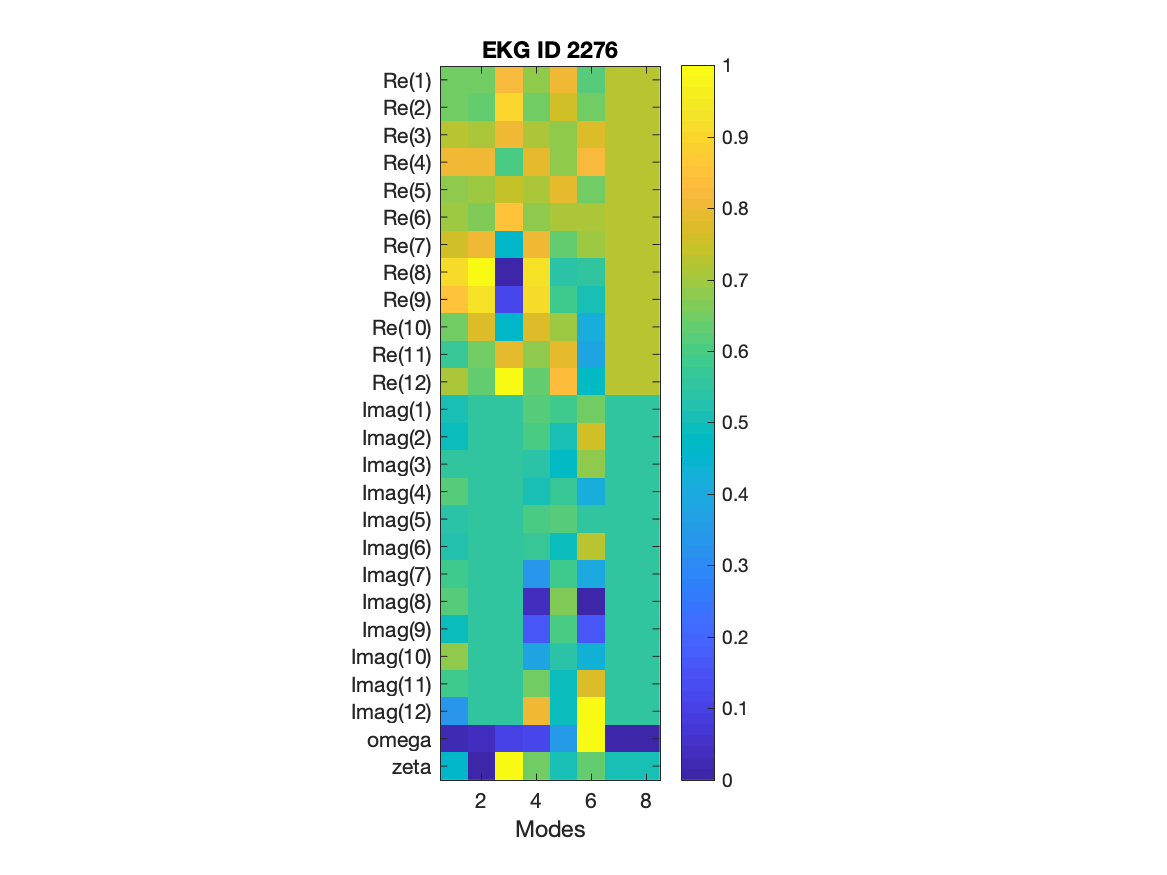 EKG ID 2276
Re(1)
Re(2)
Re(3)
Re(4)
Re(5)
Re(6)
Re(7)
Re(8)
Re(9)
Re(10)
Re(11)
Re(12)
Imag(1)
Imag(2)
Imag(3)
Imag(4)
Imag(5)
Imag(6)
Imag(7)
Imag(8)
Imag(9)
Imag(10)
Imag(11)
Imag(12)
omega
zeta
2 4 6 8
Modes
1
0.9
0.8
0.7
0.6
0.5
0.4
0.3
0.2
0.1
0